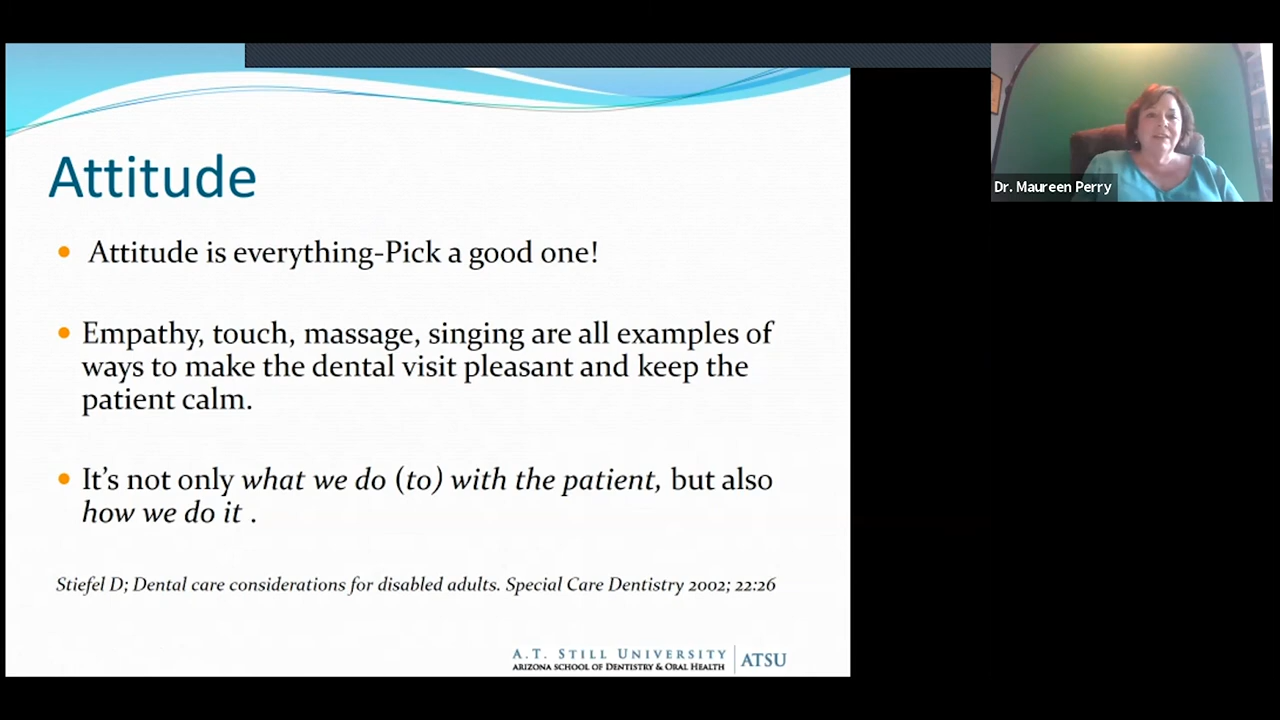 Attitude
Attitude is everything-Pick a good one!
Empathy, touch, massage, singing are all examples of
ways to make the dental visit pleasant and keep the
patient calm.
It's not only what we do (to) with the patient, but also
how we do it .
Stiefel D; Dental care considerations for disabled adults. Special Care Dentistry 2002; 22:26
A.T. STILL UNIVERSITY
ARIZONA SCHOOL OF DENTISTRY & ORAL HEALTH
ATSU
Dr. Maureen Perry